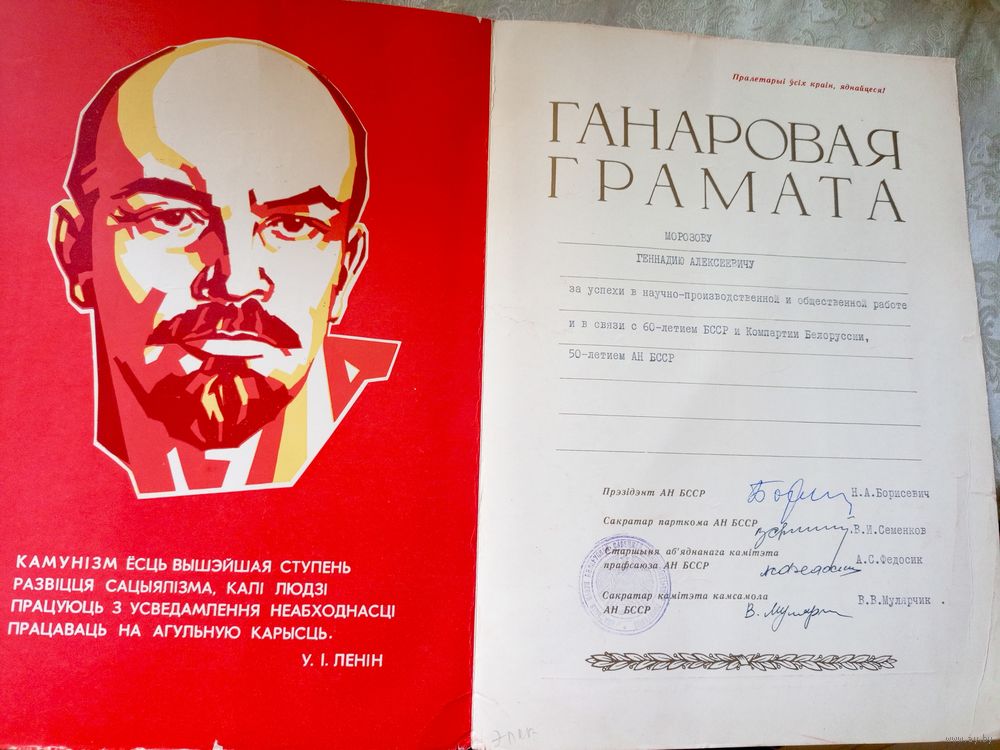 КАМУНІЗМ ЁСЦЬ ВЫШЭЙШАЯ СТУПЕНЬ
РАЗВІЦЦЯ САЦЫЯЛІЗМА, КАЛІ ЛЮДЗІ
ПРАЦУЮЦЬ З УСВЕДАМЛЕННЯ НЕАБХОДНАСЦІ
ПРАЦАВАЦЬ НА АГУЛЬНУЮ КАРЫСЦЬ.
У. І. ЛЕНІН
Пралетарыі ўсіх краін, яднайцеся!
ГАНАРОВАЯ
ГРАМАТА
МОРОЗОВУ
ГЕННАДИЮ АЛЕКСЕЕВИЧУ
за успехи в научно-производственной и общественной работе
и в связи с 60-летием БССР и Компартии Белоруссии,
50-летием АН БССР
Прэзідэнт АН БССР Н.А.Борисевич
Сакратар парткома АН БССР В.И.Семенков
Старшыня аб'яднанага камітэта
прафсаюза АН БССР А.С.Федосик
Сакратар камітэта камсамола
АН БССР В.В.Мулярчик
www.ay.by